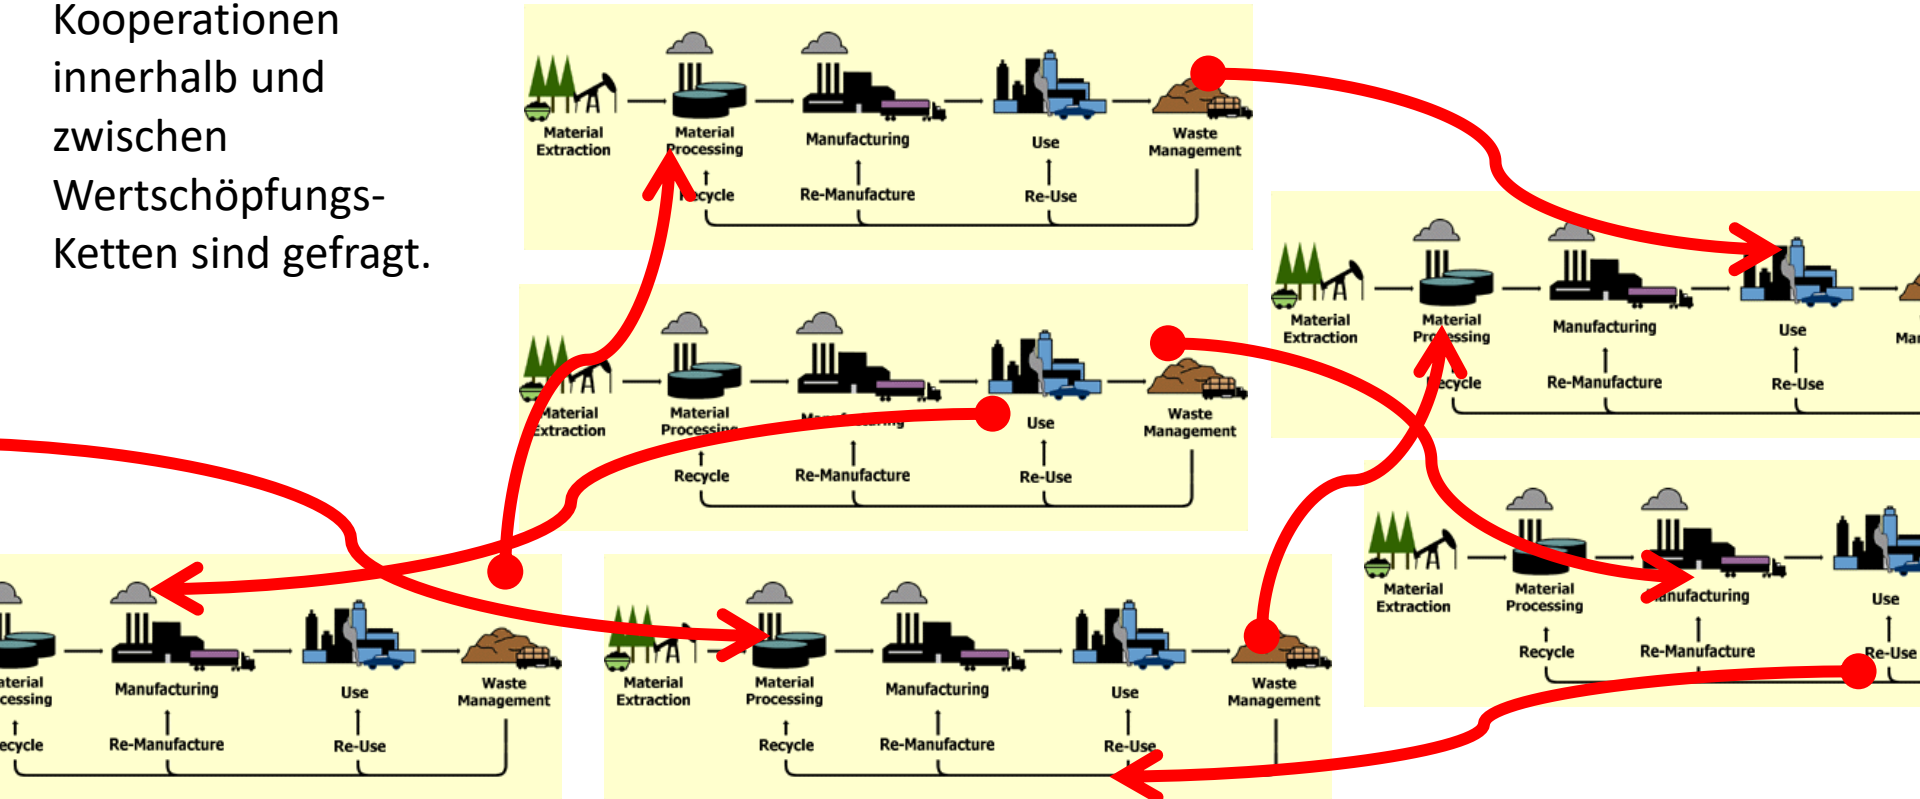 Kooperationen
innerhalb und
zwischen
Wertschöpfungs-
Ketten sind gefragt.
Material
Extraction
Material
Processing
Manufacturing
Use
Waste
Management
Recycle
Re-Manufacture
Re-Use
Material
Extraction
Material
Processing
Manufacturing
Use
Recycle
Re-Manufacture
Re-Use
Material
Extraction
Material
Processing
Manufacturing
Use
Waste
Management
Recycle
Re-Manufacture
Re-Use
Material
Extraction
Material
Processing
Manufacturing
Use
Recycle
Re-Manufacture
Re-Use
Manufacturing
Use
Waste
Management
Re-Manufacture
Re-Use
Material
Extraction
Material
Processing
Manufacturing
Use
Waste
Management
Recycle
Re-Manufacture
Re-Use